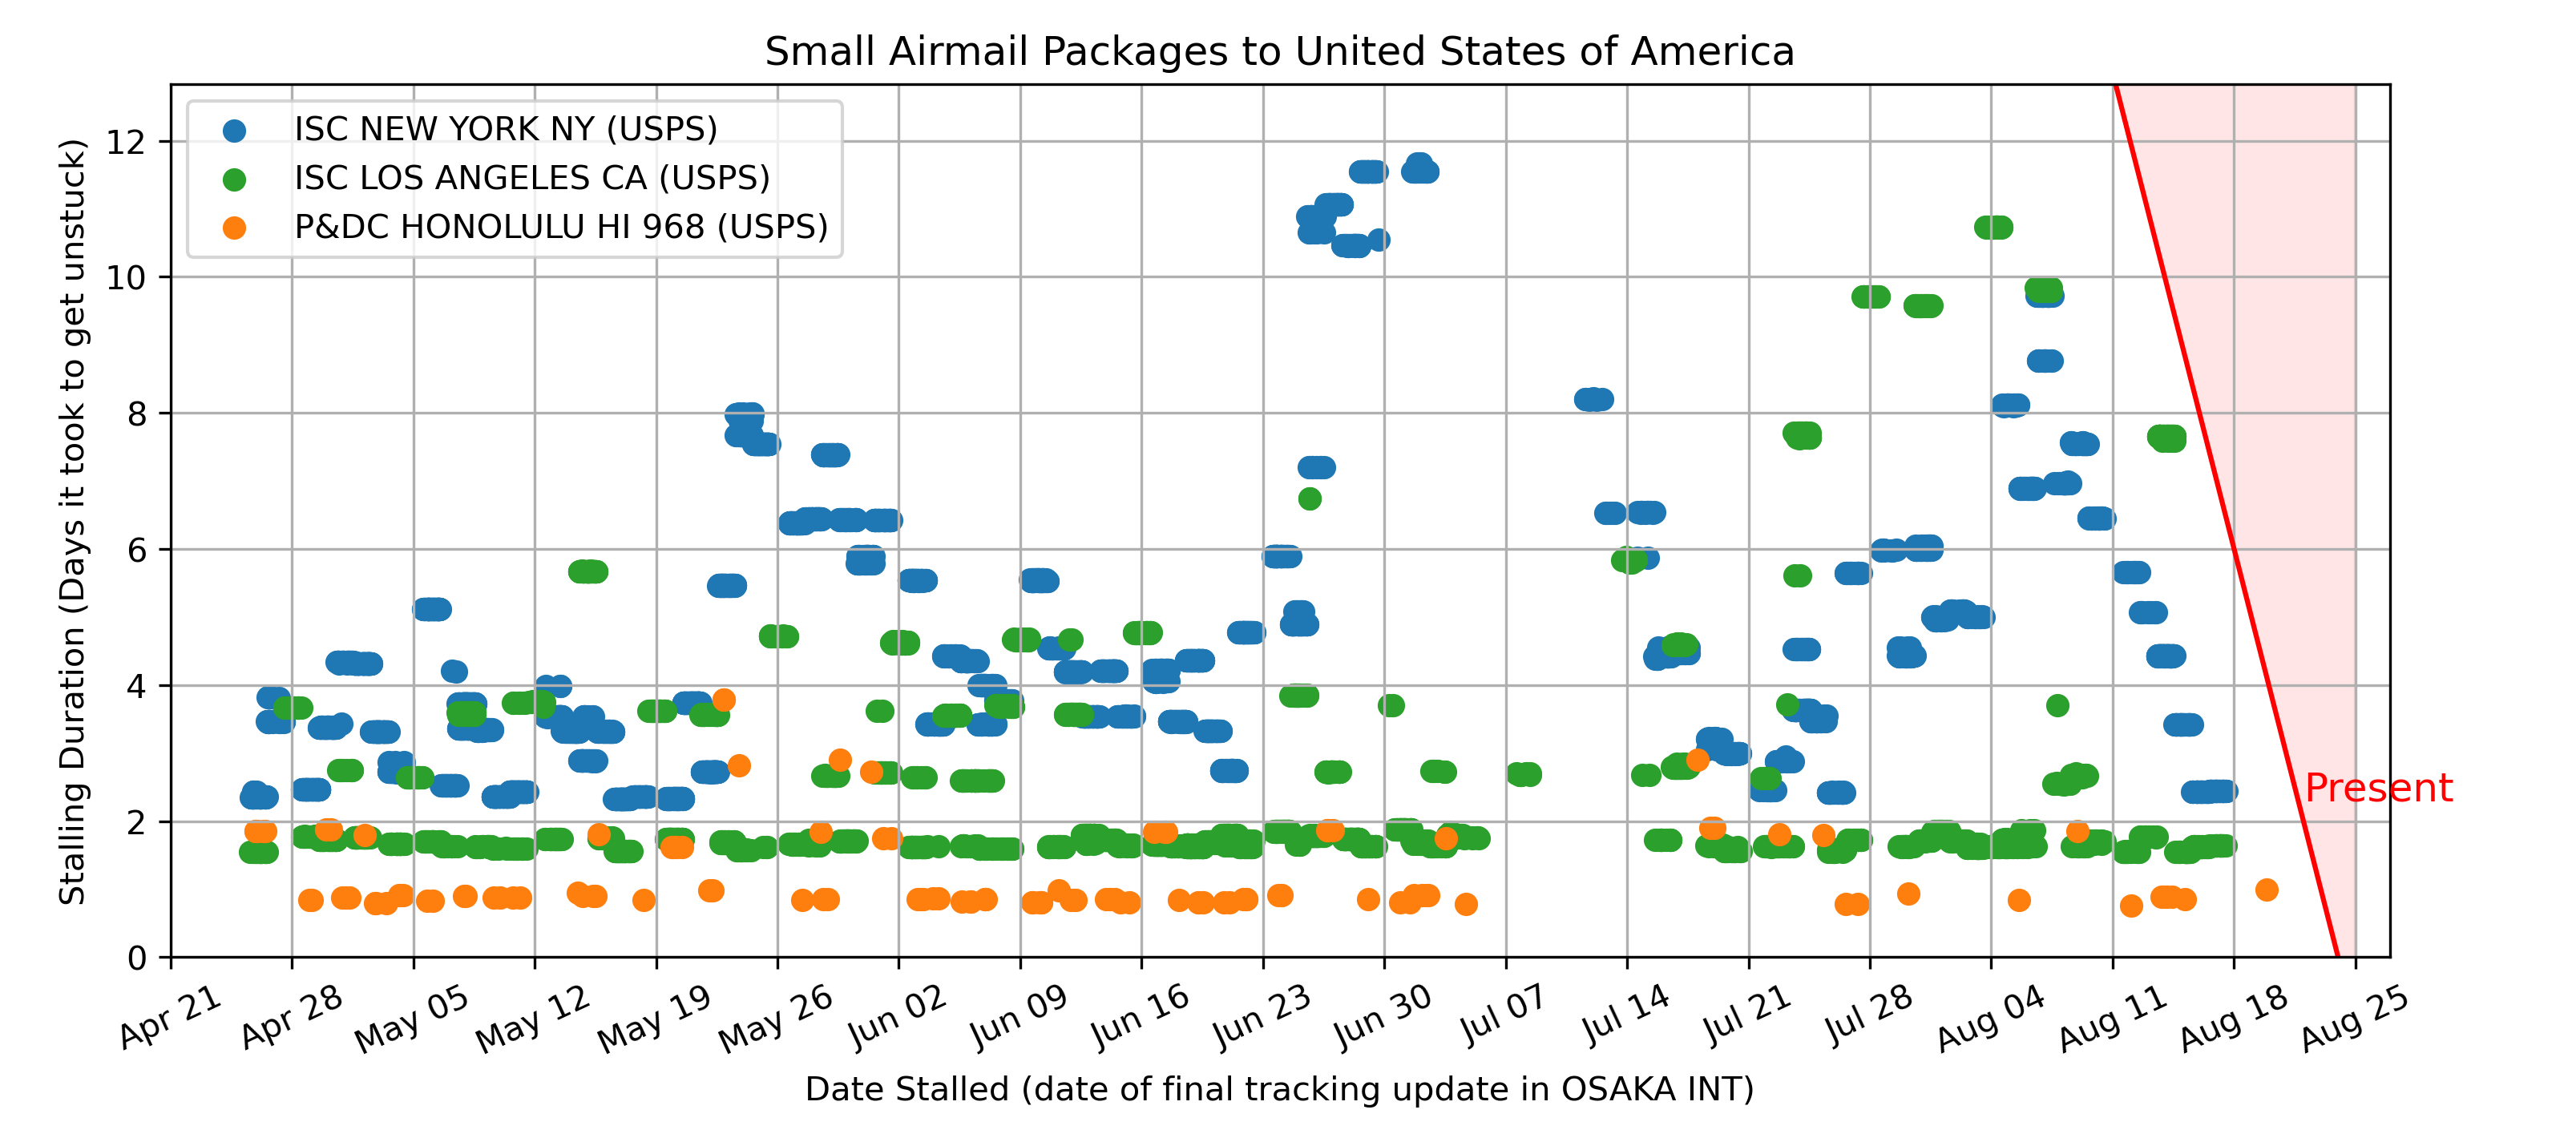 Small Airmail Packages to United States of America
ISC NEW YORK NY (USPS)
ISC LOS ANGELES CA (USPS)
P&DC HONOLULU HI 968 (USPS)
Stalling Duration (Days it took to get unstuck)
12
10
8
6
4
2
0
Present
Apr 21
Apr 28
May 05
May 12
May 19
May 26
Jun 02
Jun 09
Jun 16
Jun 23
Jun 30
Jul 07
Jul 14
Jul 21
Jul 28
Aug 04
Aug 11
Aug 18
Aug 25
Date Stalled (date of final tracking update in OSAKA INT)